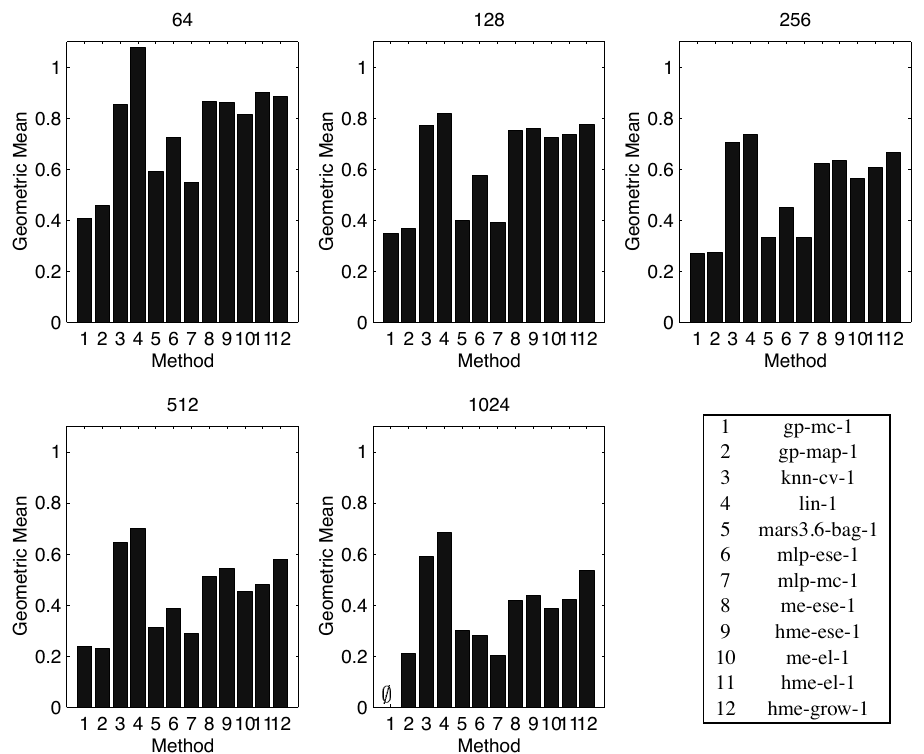 64
128
256
Geometric Mean
1
0.8
0.6
0.4
0.2
0
1 2 3 4 5 6 7 8 9 10 11 12
Method
Geometric Mean
1
0.8
0.6
0.4
0.2
0
1 2 3 4 5 6 7 8 9 10 11 12
Method
Geometric Mean
1
0.8
0.6
0.4
0.2
0
1 2 3 4 5 6 7 8 9 10 11 12
Method
512
1024
Geometric Mean
1
0.8
0.6
0.4
0.2
0
1 2 3 4 5 6 7 8 9 10 11 12
Method
Geometric Mean
1
0.8
0.6
0.4
0.2
0
∅
1 2 3 4 5 6 7 8 9 10 11 12
Method
1 gp-mc-1
2 gp-map-1
3 knn-cv-1
4 lin-1
5 mars3.6-bag-1
6 mlp-ese-1
7 mlp-mc-1
8 me-ese-1
9 hme-ese-1
10 me-el-1
11 hme-el-1
12 hme-grow-1